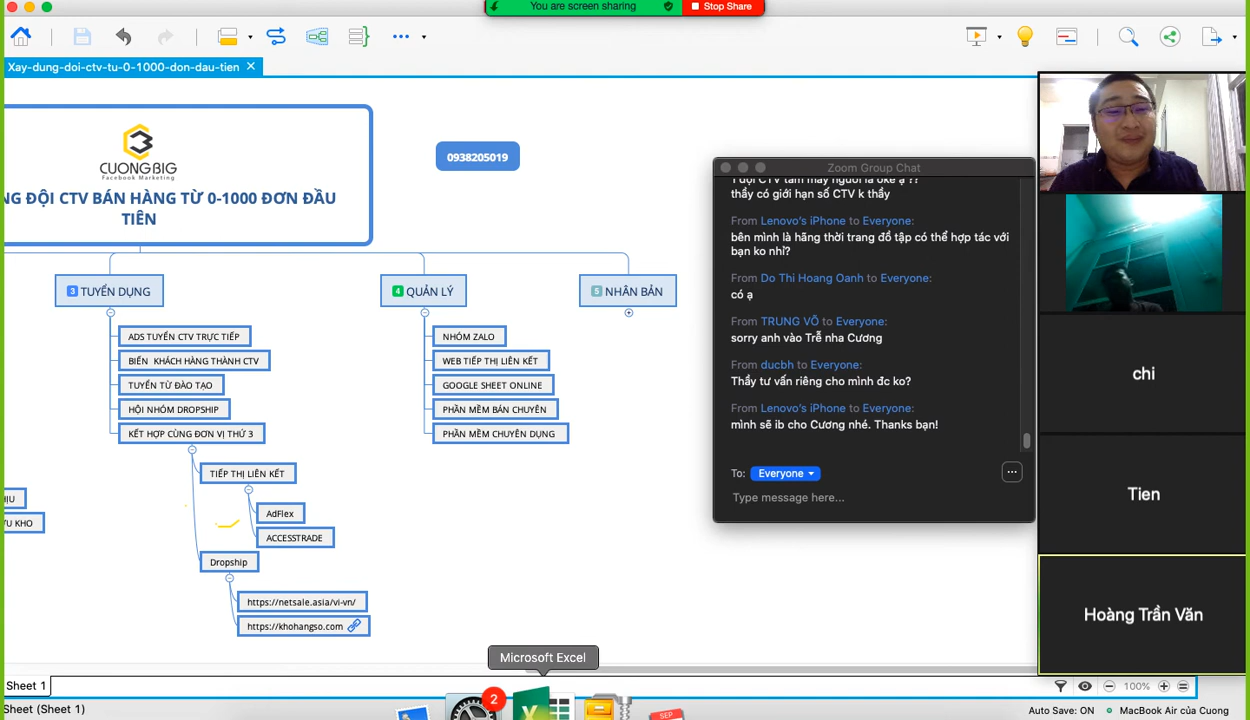 You are screen sharing
Stop Share
Xay-dung-doi-ctv-tu-0-1000-don-dau-tien
CUONGBIG
Facebook Marketing
NG ĐỘI CTV BÁN HÀNG TỪ 0-1000 ĐƠN ĐẦU
TIÊN
0938205019
3 TUYỂN DỤNG
ADS TUYỂN CTV TRỰC TIẾP
BIẾN KHÁCH HÀNG THÀNH CTV
TUYỂN TỪ ĐÀO TẠO
HỘI NHÓM DROPSHIP
KẾT HỢP CÙNG ĐƠN VỊ THỨ 3
TIẾP THỊ LIÊN KẾT
AdFlex
ACCESSTRADE
Dropship
https://netsale.asia/vi-vn/
https://khohangso.com
HỊU
ƯU KHO
4 QUẢN LÝ
NHÓM ZALO
WEB TIẾP THỊ LIÊN KẾT
GOOGLE SHEET ONLINE
PHẦN MỀM BÁN CHUYÊN
PHẦN MỀM CHUYÊN DỤNG
5 NHÂN BẢN
Zoom Group Chat
thầy có giới hạn số CTV k thầy
From Lenovo's iPhone to Everyone:
bên mình là hãng thời trang đồ tập có thể hợp tác với
bạn ko nhỉ?
From Do Thi Hoang Oanh to Everyone:
có ạ
From TRUNG VÕ to Everyone:
sorry anh vào Trễ nha Cương
From ducbh to Everyone:
Thầy tư vấn riêng cho mình đc ko?
From Lenovo's iPhone to Everyone:
mình sẽ ib cho Cương nhé. Thanks bạn!
To: Everyone
Type message here...
chi
Tien
Hoàng Trần Văn
Microsoft Excel
2
SEP
Sheet 1
100%
Sheet (Sheet 1)
Auto Save: ON
MacBook Air của Cuong